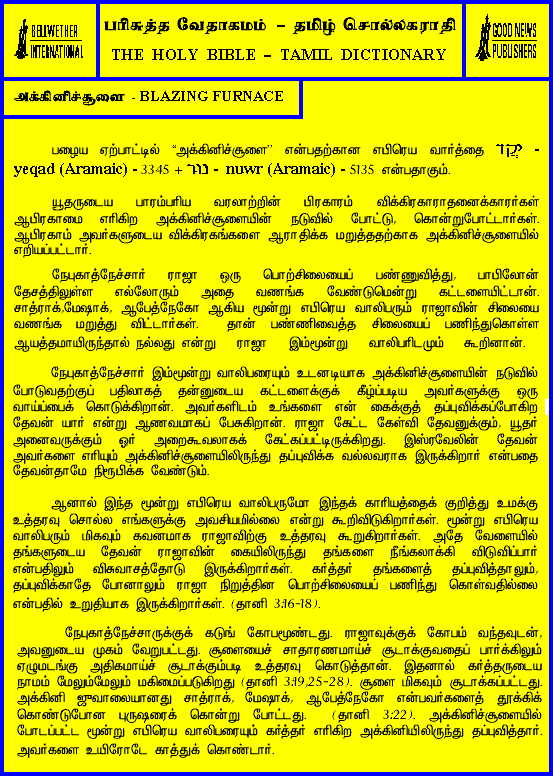 BELLWETHER
INTERNATIONAL
பரிசுத்த வேதாகமம் – தமிழ் சொல்லகராதி
THE HOLY BIBLE – TAMIL DICTIONARY
GOOD NEWS
PUBLISHERS
அக்கினிச்சூளை - BLAZING FURNACE
பழைய ஏற்பாட்டில் “அக்கினிச்சூளை” என்பதற்கான எபிரெய வார்த்தை יְקַד -
yeqad (Aramaic) - 3345 + נוּר - nuwr (Aramaic) - 5135 என்பதாகும்.
யூதருடைய பாரம்பரிய வரலாற்றின் பிரகாரம் விக்கிரகாராதனைக்காரர்கள்
ஆபிரகாமை எரிகிற அக்கினிச்சூளையின் நடுவில் போட்டு, கொன்றுபோட்டார்கள்.
ஆபிரகாம் அவர்களுடைய விக்கிரகங்களை ஆராதிக்க மறுத்ததற்காக அக்கினிச்சூளையில்
எறியப்பட்டார்.
நேபுகாத்நேச்சார் ராஜா ஒரு பொற்சிலையைப் பண்ணுவித்து, பாபிலோன்
தேசத்திலுள்ள எல்லோரும் அதை வணங்க வேண்டுமென்று கட்டளையிட்டான்.
சாத்ராக்,மேஷாக், ஆபேத்நேகோ ஆகிய மூன்று எபிரெய வாலிபரும் ராஜாவின் சிலையை
வணங்க மறுத்து விட்டார்கள். தான் பண்ணிவைத்த சிலையைப் பணிந்துகொள்ள
ஆயத்தமாயிருந்தால் நல்லது என்று ராஜா இம்மூன்று வாலிபரிடமும் கூறினான்.
நேபுகாத்நேச்சார் இம்மூன்று வாலிபரையும் உடனடியாக அக்கினிச்சூளையின் நடுவில்
போடுவதற்குப் பதிலாகத் தன்னுடைய கட்டளைக்குக் கீழ்ப்படிய அவர்களுக்கு ஒரு
வாய்ப்பைக் கொடுக்கிறான். அவர்களிடம் உங்களை என் கைக்குத் தப்புவிக்கப்போகிற
தேவன் யார் என்று ஆணவமாகப் பேசுகிறான். ராஜா கேட்ட கேள்வி தேவனுக்கும், யூதர்
அனைவருக்கும் ஓர் அறைகூவலாகக் கேட்கப்பட்டிருக்கிறது. இஸ்ரவேலின் தேவன்
அவர்களை எரியும் அக்கினிச்சூளையிலிருந்து தப்புவிக்க வல்லவராக இருக்கிறார் என்பதை
தேவன்தாமே நிரூபிக்க வேண்டும்.
ஆனால் இந்த மூன்று எபிரெய வாலிபருமோ இந்தக் காரியத்தைக் குறித்து உமக்கு
உத்தரவு சொல்ல எங்களுக்கு அவசியமில்லை என்று கூறிவிடுகிறார்கள். மூன்று எபிரெய
வாலிபரும் மிகவும் கவனமாக ராஜாவிற்கு உத்தரவு கூறுகிறார்கள். அதே வேளையில்
தங்களுடைய தேவன் ராஜாவின் கையிலிருந்து தங்களை நீங்கலாக்கி விடுவிப்பார்
என்பதிலும் விசுவாசத்தோடு இருக்கிறார்கள். கர்த்தர் தங்களைத் தப்புவித்தாலும்,
தப்புவிக்காதே போனாலும் ராஜா நிறுத்தின பொற்சிலையைப் பணிந்து கொள்வதில்லை
என்பதில் உறுதியாக இருக்கிறார்கள். (தானி 3:16-18).
நேபுகாத்நேச்சாருக்குக் கடுங் கோபமூண்டது. ராஜாவுக்குக் கோபம் வந்தவுடன்,
அவனுடைய முகம் வேறுபட்டது. சூளையைச் சாதாரணமாய்ச் சூடாக்குவதைப் பார்க்கிலும்
ஏழுமடங்கு அதிகமாய்ச் சூடாக்கும்படி உத்தரவு கொடுத்தான். இதனால் கர்த்தருடைய
நாமம் மேலும்மேலும் மகிமைப்படுகிறது (தானி 3:19,25-28). சூளை மிகவும் சூடாக்கப்பட்டது.
அக்கினி ஜுவாலையானது சாத்ராக், மேஷாக், ஆபேத்நேகோ என்பவர்களைத் தூக்கிக்
கொண்டுபோன புருஷரைக் கொன்று போட்டது. (தானி 3:22). அக்கினிச்சூளையில்
போடப்பட்ட மூன்று எபிரெய வாலிபரையும் கர்த்தர் எரிகிற அக்கினியிலிருந்து தப்புவித்தார்.
அவர்களை உயிரோடே காத்துக் கொண்டார்.